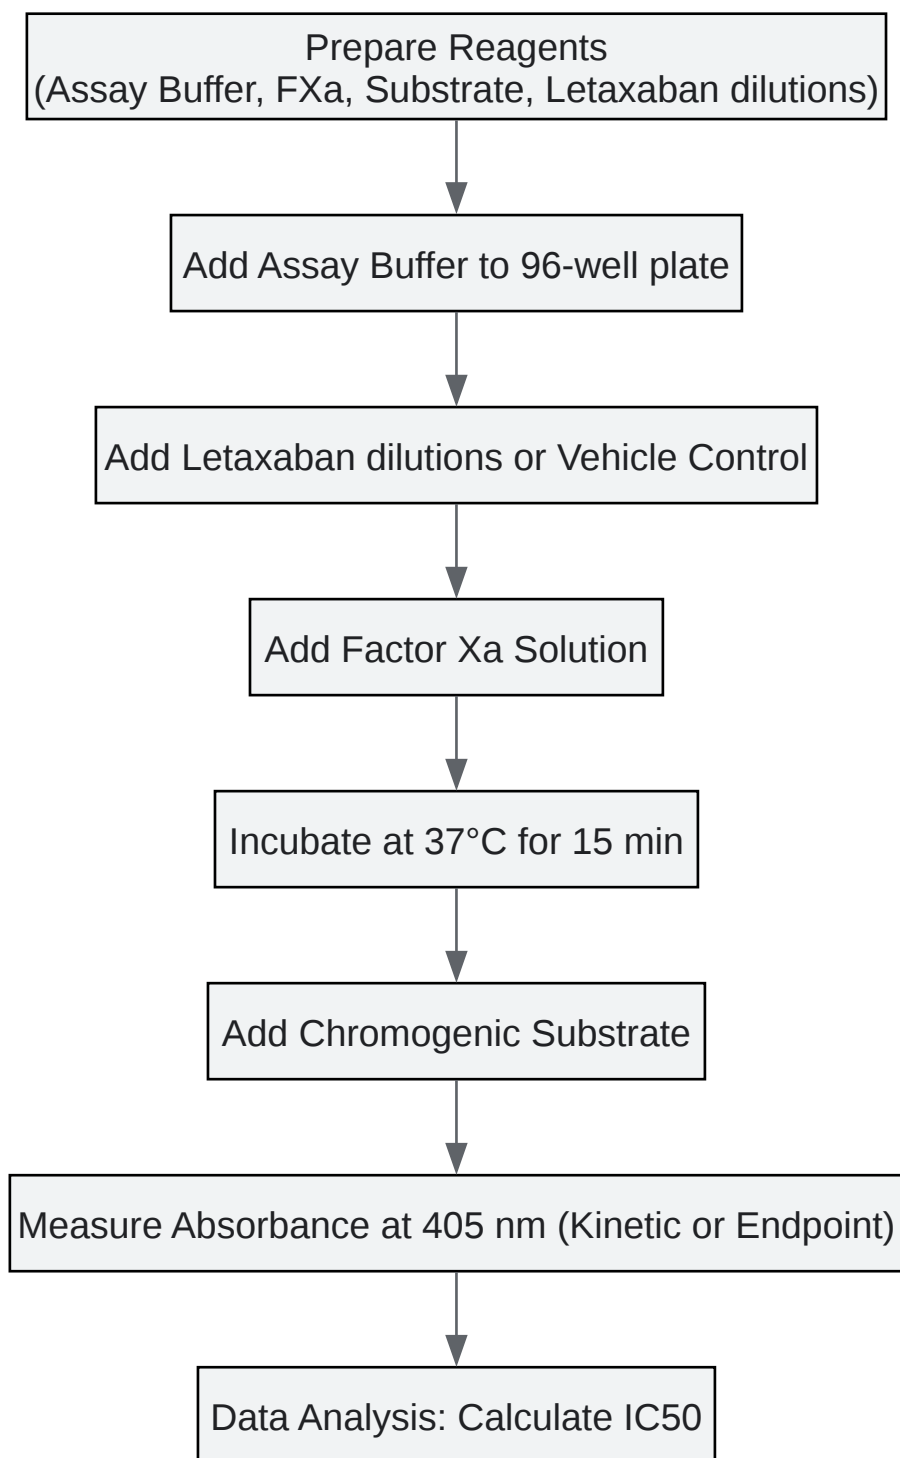 Prepare Reagents
(Assay Buffer, FXa, Substrate, Letaxaban dilutions)
Add Assay Buffer to 96-well plate
Add Letaxaban dilutions or Vehicle Control
Add Factor Xa Solution
Incubate at 37°C for 15 min
Add Chromogenic Substrate
Measure Absorbance at 405 nm (Kinetic or Endpoint)
Data Analysis: Calculate IC50